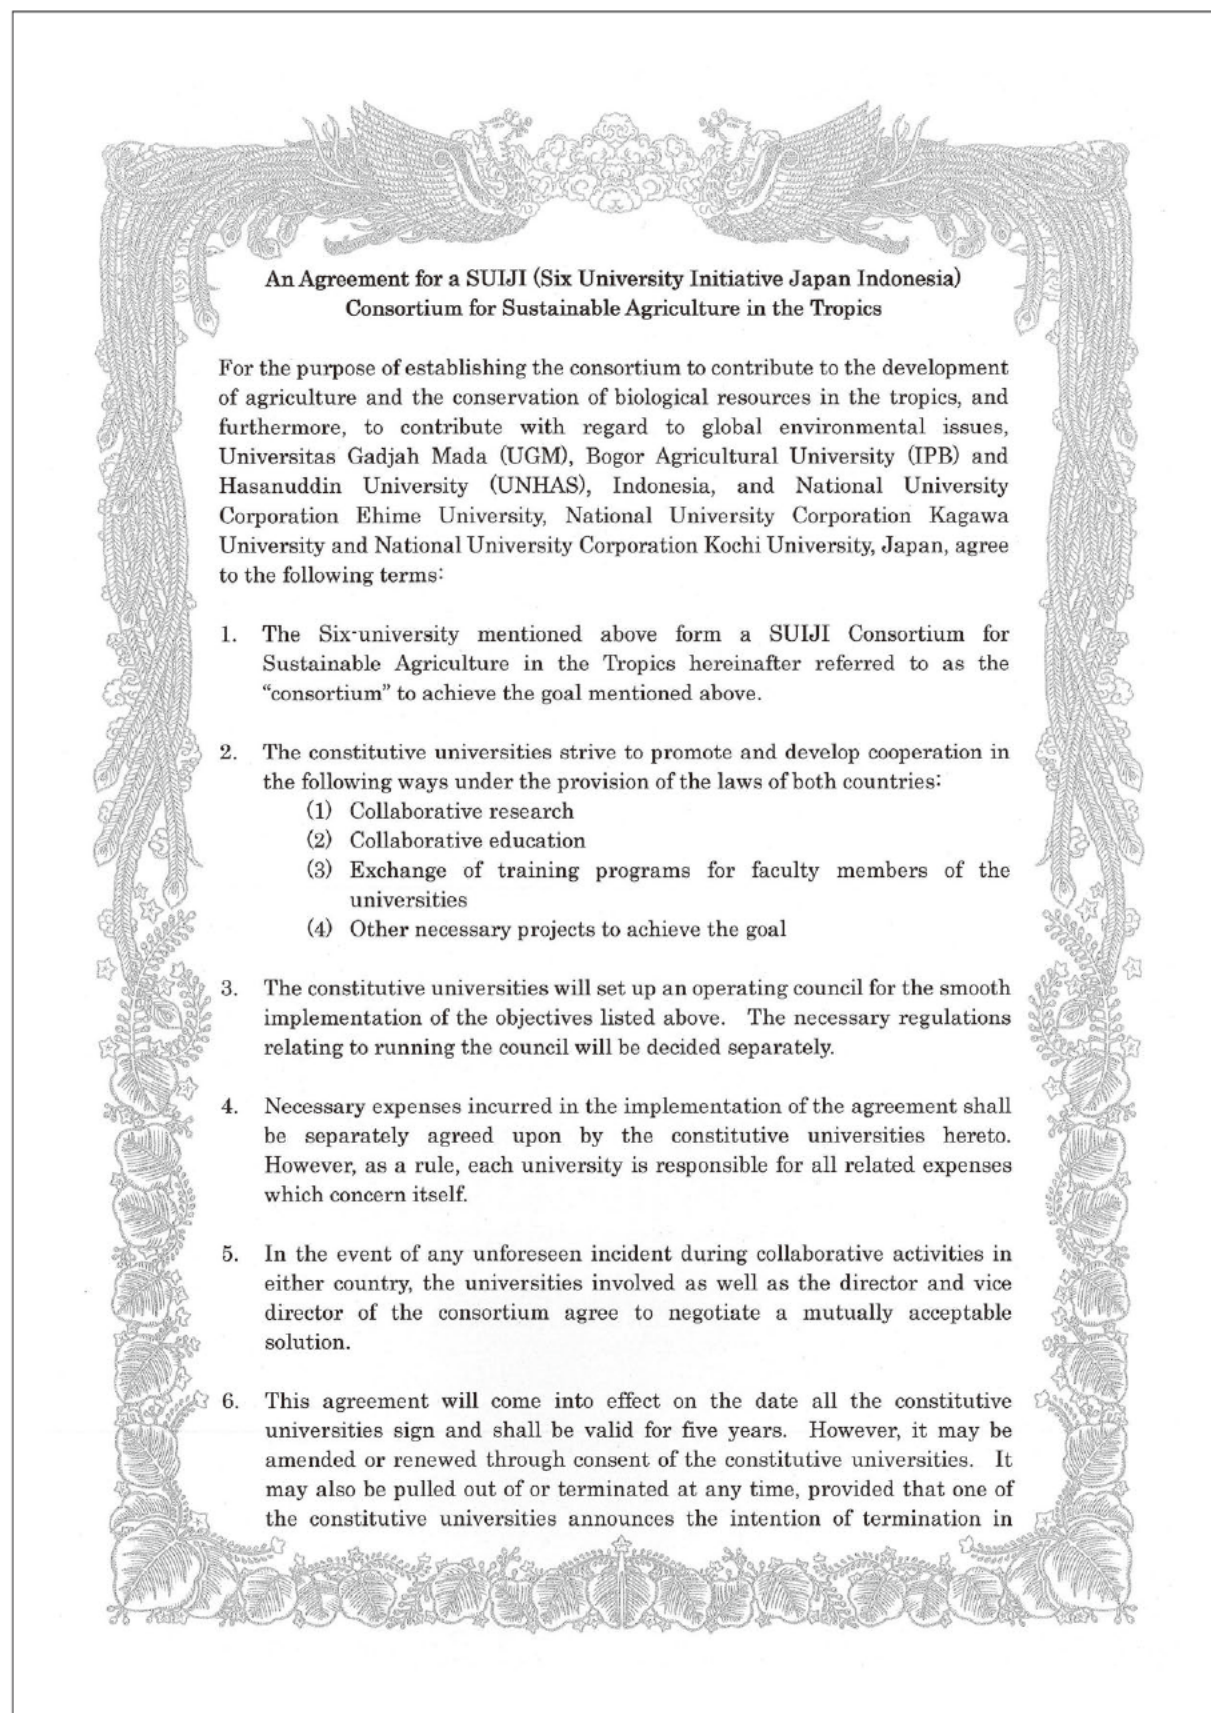 An Agreement for a SUIJI (Six University Initiative Japan Indonesia)
Consortium for Sustainable Agriculture in the Tropics
For the purpose of establishing the consortium to contribute to the development
of agriculture and the conservation of biological resources in the tropics, and
furthermore, to contribute with regard to global environmental issues,
Universitas Gadjah Mada (UGM), Bogor Agricultural University (IPB) and
Hasanuddin University (UNHAS), Indonesia, and National University
Corporation Ehime University, National University Corporation Kagawa
University and National University Corporation Kochi University, Japan, agree
to the following terms:
1. The Six-university mentioned above form a SUIJI Consortium for
Sustainable Agriculture in the Tropics hereinafter referred to as the
“consortium” to achieve the goal mentioned above.
2. The constitutive universities strive to promote and develop cooperation in
the following ways under the provision of the laws of both countries:
(1) Collaborative research
(2) Collaborative education
(3) Exchange of training programs for faculty members of the
universities
(4) Other necessary projects to achieve the goal
3. The constitutive universities will set up an operating council for the smooth
implementation of the objectives listed above. The necessary regulations
relating to running the council will be decided separately.
4. Necessary expenses incurred in the implementation of the agreement shall
be separately agreed upon by the constitutive universities hereto.
However, as a rule, each university is responsible for all related expenses
which concern itself.
5. In the event of any unforeseen incident during collaborative activities in
either country, the universities involved as well as the director and vice
director of the consortium agree to negotiate a mutually acceptable
solution.
6. This agreement will come into effect on the date all the constitutive
universities sign and shall be valid for five years. However, it may be
amended or renewed through consent of the constitutive universities. It
may also be pulled out of or terminated at any time, provided that one of
the constitutive universities announces the intention of termination in